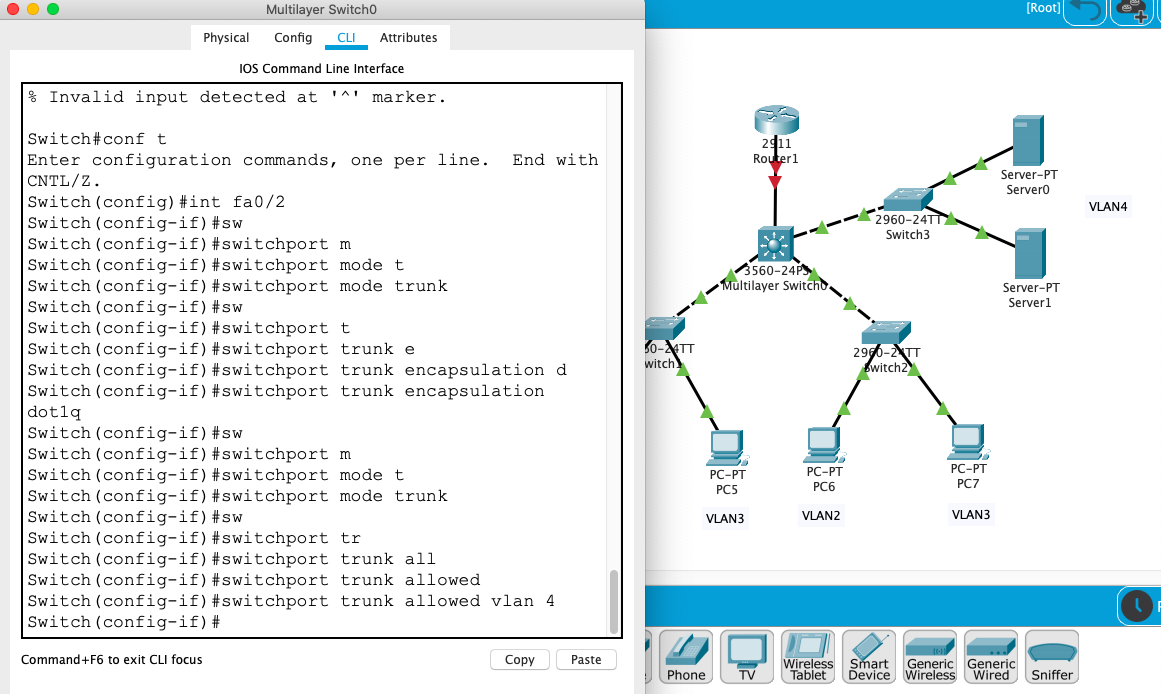 Multilayer Switch0
Physical
Config
CLI
Attributes
IOS Command Line Interface
% Invalid input detected at '^' marker.
Switch#conf t
Enter configuration commands, one per line.  End with
CNTL/Z.
Switch(config)#int fa0/2
Switch(config-if)#sw
Switch(config-if)#switchport m
Switch(config-if)#switchport mode t
Switch(config-if)#switchport mode trunk
Switch(config-if)#sw
Switch(config-if)#switchport t
Switch(config-if)#switchport trunk e
Switch(config-if)#switchport trunk encapsulation d
Switch(config-if)#switchport trunk encapsulation
dot1q
Switch(config-if)#sw
Switch(config-if)#switchport m
Switch(config-if)#switchport mode t
Switch(config-if)#switchport mode trunk
Switch(config-if)#sw
Switch(config-if)#switchport tr
Switch(config-if)#switchport trunk all
Switch(config-if)#switchport trunk allowed
Switch(config-if)#switchport trunk allowed vlan 4
Switch(config-if)#
Command+F6 to exit CLI focus
Copy
Paste
[Root]
2911
Router1
Server-PT
Server0
VLAN4
2960-24TT
Switch3
3560-24PS
Multilayer Switch0
Server-PT
Server1
60-24TT
witch1
2960-24TT
Switch2
PC-PT
PC5
VLAN3
PC-PT
PC6
VLAN2
PC-PT
PC7
VLAN3
Phone
TV
Wireless
Tablet
Smart
Device
Generic
Wireless
Generic
Wired
Sniffer